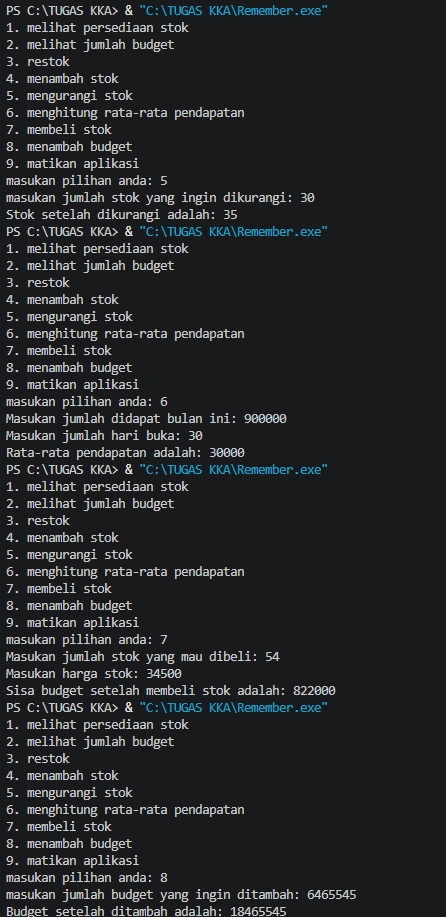 PS C:\TUGAS KKA> & "C:\TUGAS KKA\Remember.exe"
1. melihat persediaan stok
2. melihat jumlah budget
3. restok
4. menambah stok
5. mengurangi stok
6. menghitung rata-rata pendapatan
7. membeli stok
8. menambah budget
9. matikan aplikasi
masukan pilihan anda: 5
masukan jumlah stok yang ingin dikurangi: 30
Stok setelah dikurangi adalah: 35
PS C:\TUGAS KKA> & "C:\TUGAS KKA\Remember.exe"
1. melihat persediaan stok
2. melihat jumlah budget
3. restok
4. menambah stok
5. mengurangi stok
6. menghitung rata-rata pendapatan
7. membeli stok
8. menambah budget
9. matikan aplikasi
masukan pilihan anda: 6
Masukan jumlah didapat bulan ini: 900000
Masukan jumlah hari buka: 30
Rata-rata pendapatan adalah: 30000
PS C:\TUGAS KKA> & "C:\TUGAS KKA\Remember.exe"
1. melihat persediaan stok
2. melihat jumlah budget
3. restok
4. menambah stok
5. mengurangi stok
6. menghitung rata-rata pendapatan
7. membeli stok
8. menambah budget
9. matikan aplikasi
masukan pilihan anda: 7
Masukan jumlah stok yang mau dibeli: 54
Masukan harga stok: 34500
Sisa budget setelah membeli stok adalah: 822000
PS C:\TUGAS KKA> & "C:\TUGAS KKA\Remember.exe"
1. melihat persediaan stok
2. melihat jumlah budget
3. restok
4. menambah stok
5. mengurangi stok
6. menghitung rata-rata pendapatan
7. membeli stok
8. menambah budget
9. matikan aplikasi
masukan pilihan anda: 8
masukan jumlah budget yang ingin ditambah: 6465545
Budget setelah ditambah adalah: 18465545